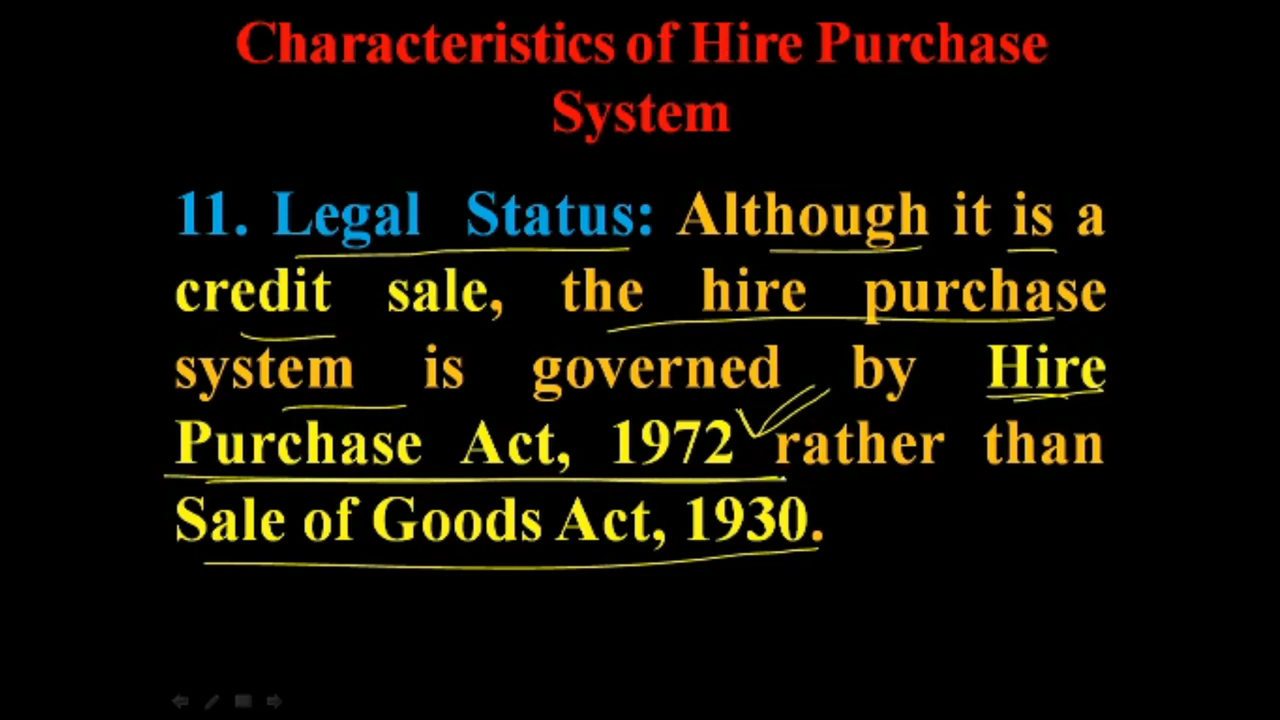 Characteristics of Hire Purchase
System
11. Legal Status: Although it is a
credit sale, the hire purchase
system is governed by Hire
Purchase Act, 1972 rather than
Sale of Goods Act, 1930.